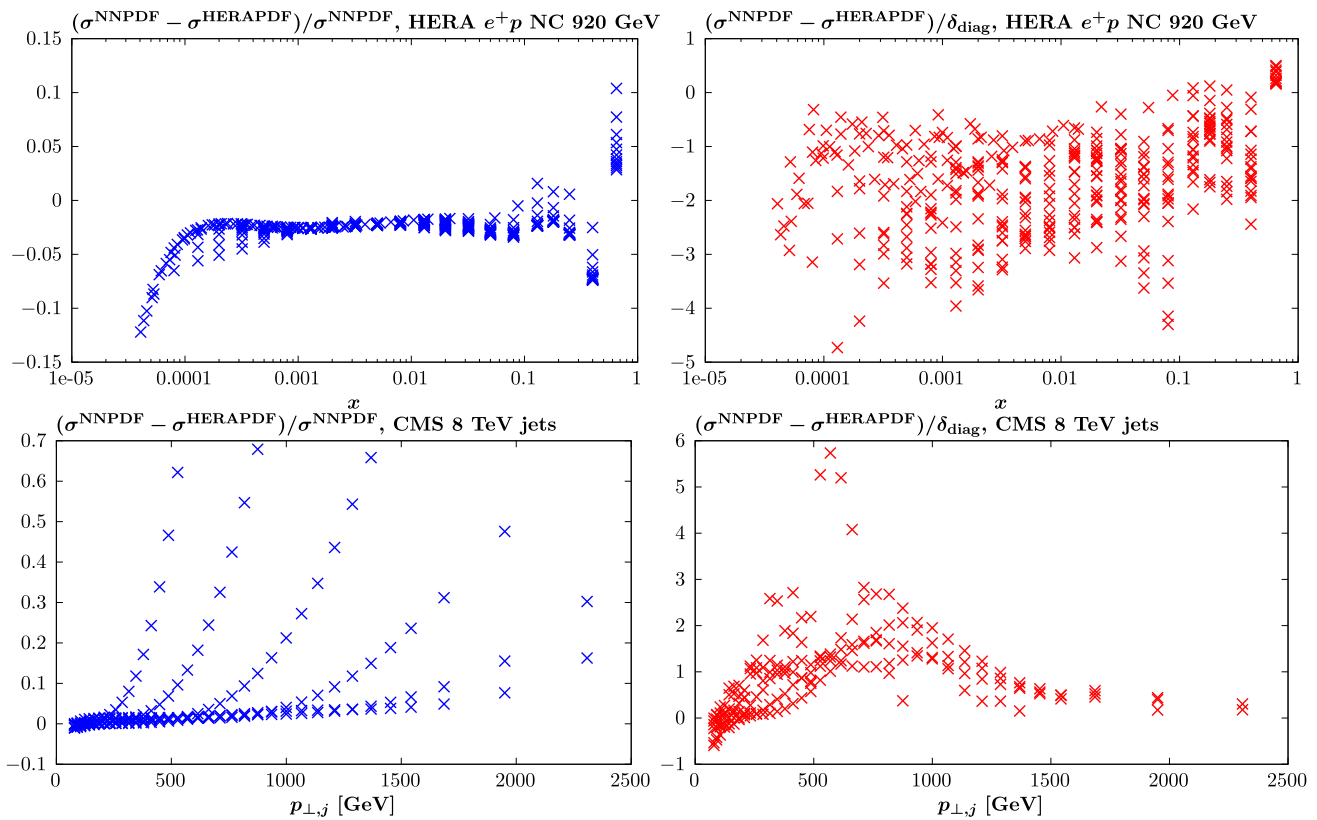 (σ^NNPDF − σ^HERAPDF)/σ^NNPDF, HERA e⁺p NC 920 GeV
0.15
0.1
0.05
0
−0.05
−0.1
−0.15
1e-05 0.0001 0.001 0.01 0.1 1
x
(σ^NNPDF − σ^HERAPDF)/δ_diag, HERA e⁺p NC 920 GeV
1
0
−1
−2
−3
−4
−5
1e-05 0.0001 0.001 0.01 0.1 1
x
(σ^NNPDF − σ^HERAPDF)/σ^NNPDF, CMS 8 TeV jets
0.7
0.6
0.5
0.4
0.3
0.2
0.1
0
−0.1
0 500 1000 1500 2000 2500
p_⊥,j [GeV]
(σ^NNPDF − σ^HERAPDF)/δ_diag, CMS 8 TeV jets
6
5
4
3
2
1
0
−1
0 500 1000 1500 2000 2500
p_⊥,j [GeV]